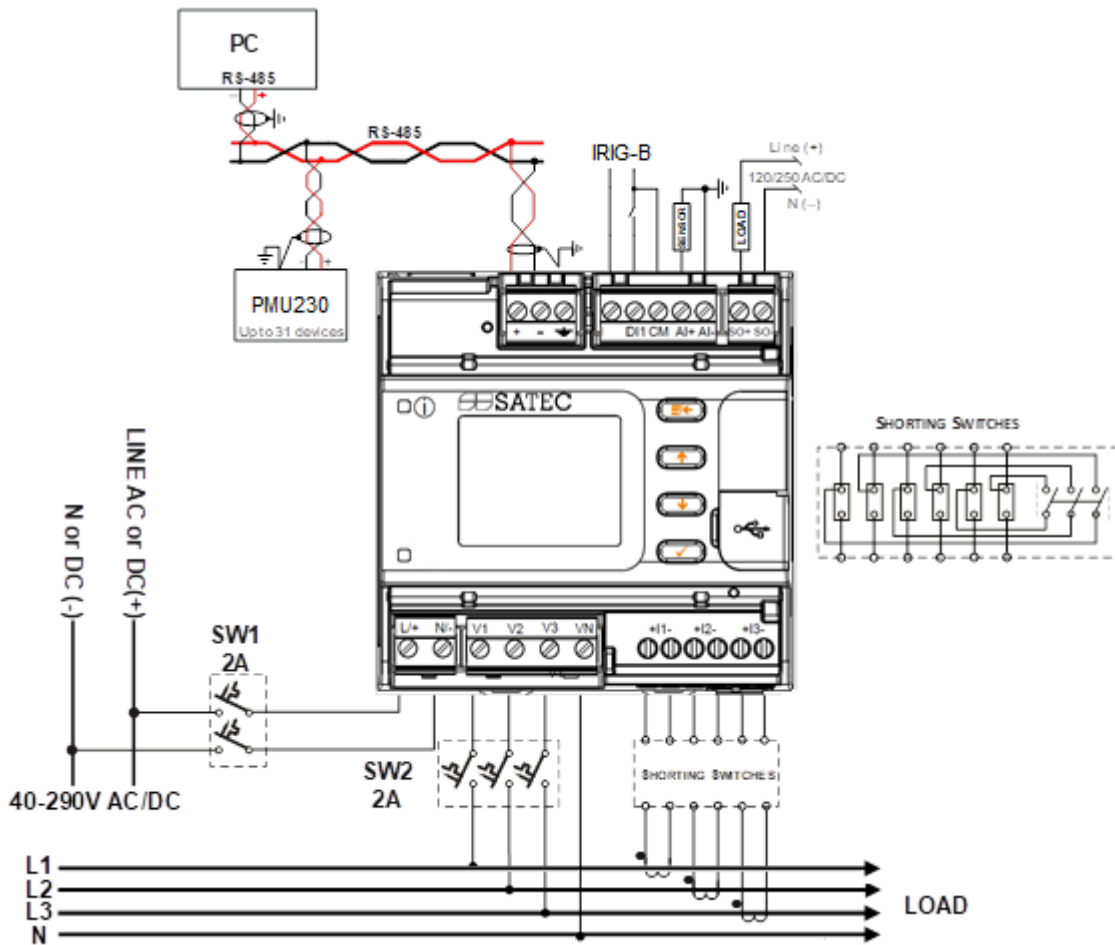 PC
RS-485
- +
RS-485
IRIG-B
Line (+)
120/250 AC/DC
N (-)
SENSOR
LOAD
- +
PMU230
Up to 31 devices
+ -
DI1 CM AI+ AI- SO+ SO-
i
SATEC
SHORTING SWITCHES
LINE AC or DC(+)
N or DC (-)
L/+ N/- V1 V2 V3 VN +I1- +I2- +I3-
SW1
2A
SW2
2A
SHORTING SWITCHES
40-290V AC/DC
L1
L2
L3
N
LOAD